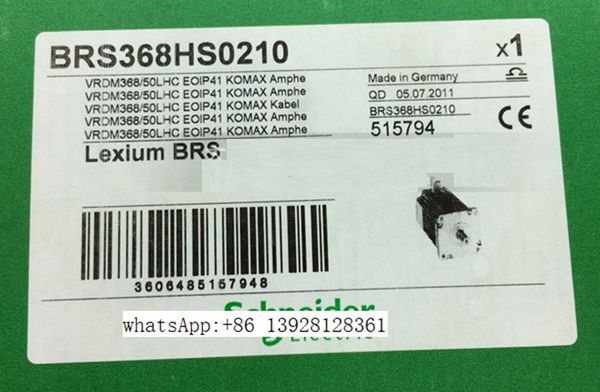 BRS368HS0210 x1
VRDM368/50LHC EOIP41 KOMAX Amphe
VRDM368/50LHC EOIP41 KOMAX Amphe
VRDM368/50LHC EOIP41 KOMAX Kabel
VRDM368/50LHC EOIP41 KOMAX Amphe
VRDM368/50LHC EOIP41 KOMAX Amphe
Lexium BRS
Made in Germany
QD 05.07.2011
BRS368HS0210
515794
CE
3606485157948
Schneider
Electric
whatsApp:+86 13928128361